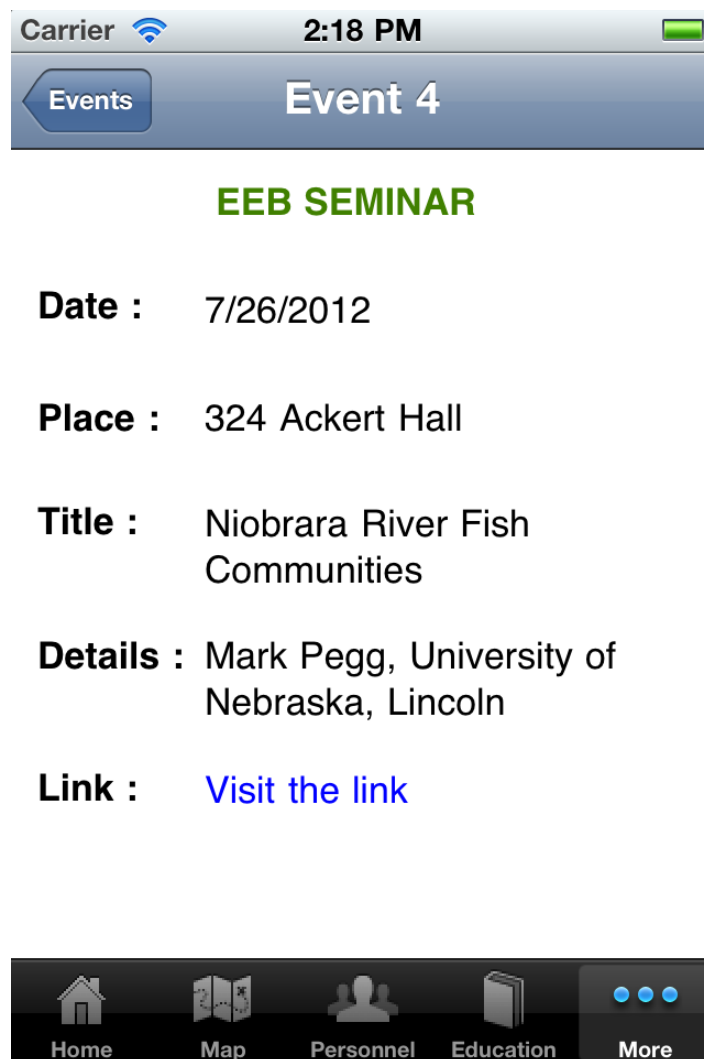 Carrier 2:18 PM
Events Event 4
EEB SEMINAR
Date : 7/26/2012
Place : 324 Ackert Hall
Title : Niobrara River Fish
Communities
Details : Mark Pegg, University of
Nebraska, Lincoln
Link : Visit the link
Home Map Personnel Education More